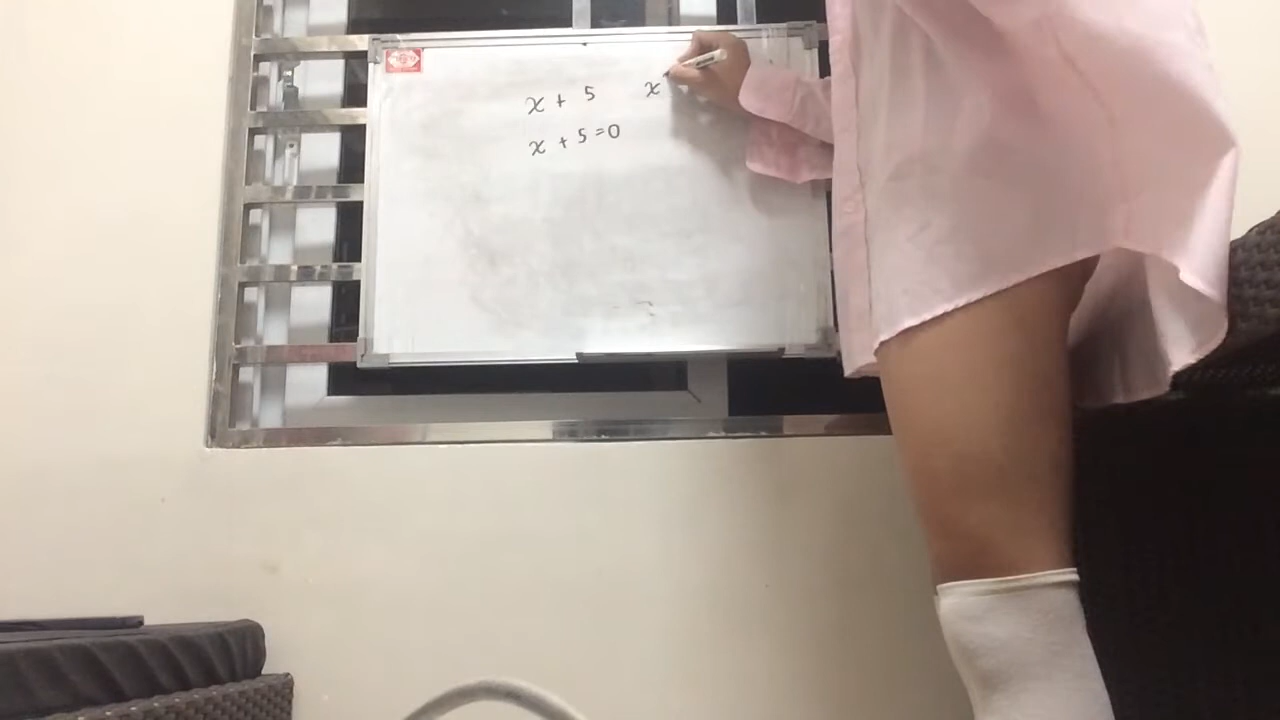 x + 5 x
x + 5 = 0